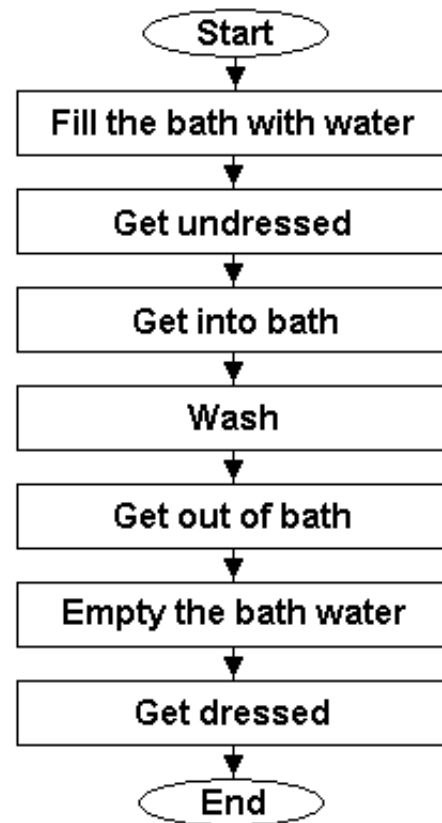 Start
Fill the bath with water
Get undressed
Get into bath
Wash
Get out of bath
Empty the bath water
Get dressed
End